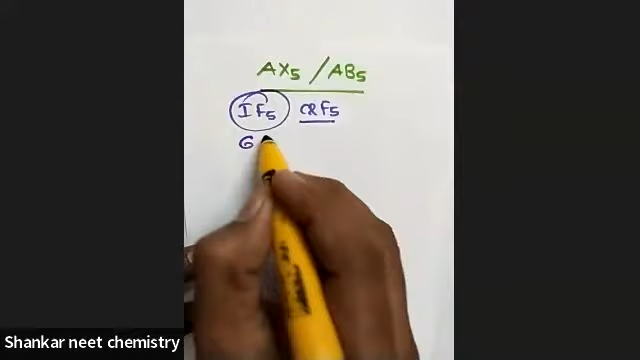 AX₅ / AB₅
IF₅ ClF₅
6
Shankar neet chemistry